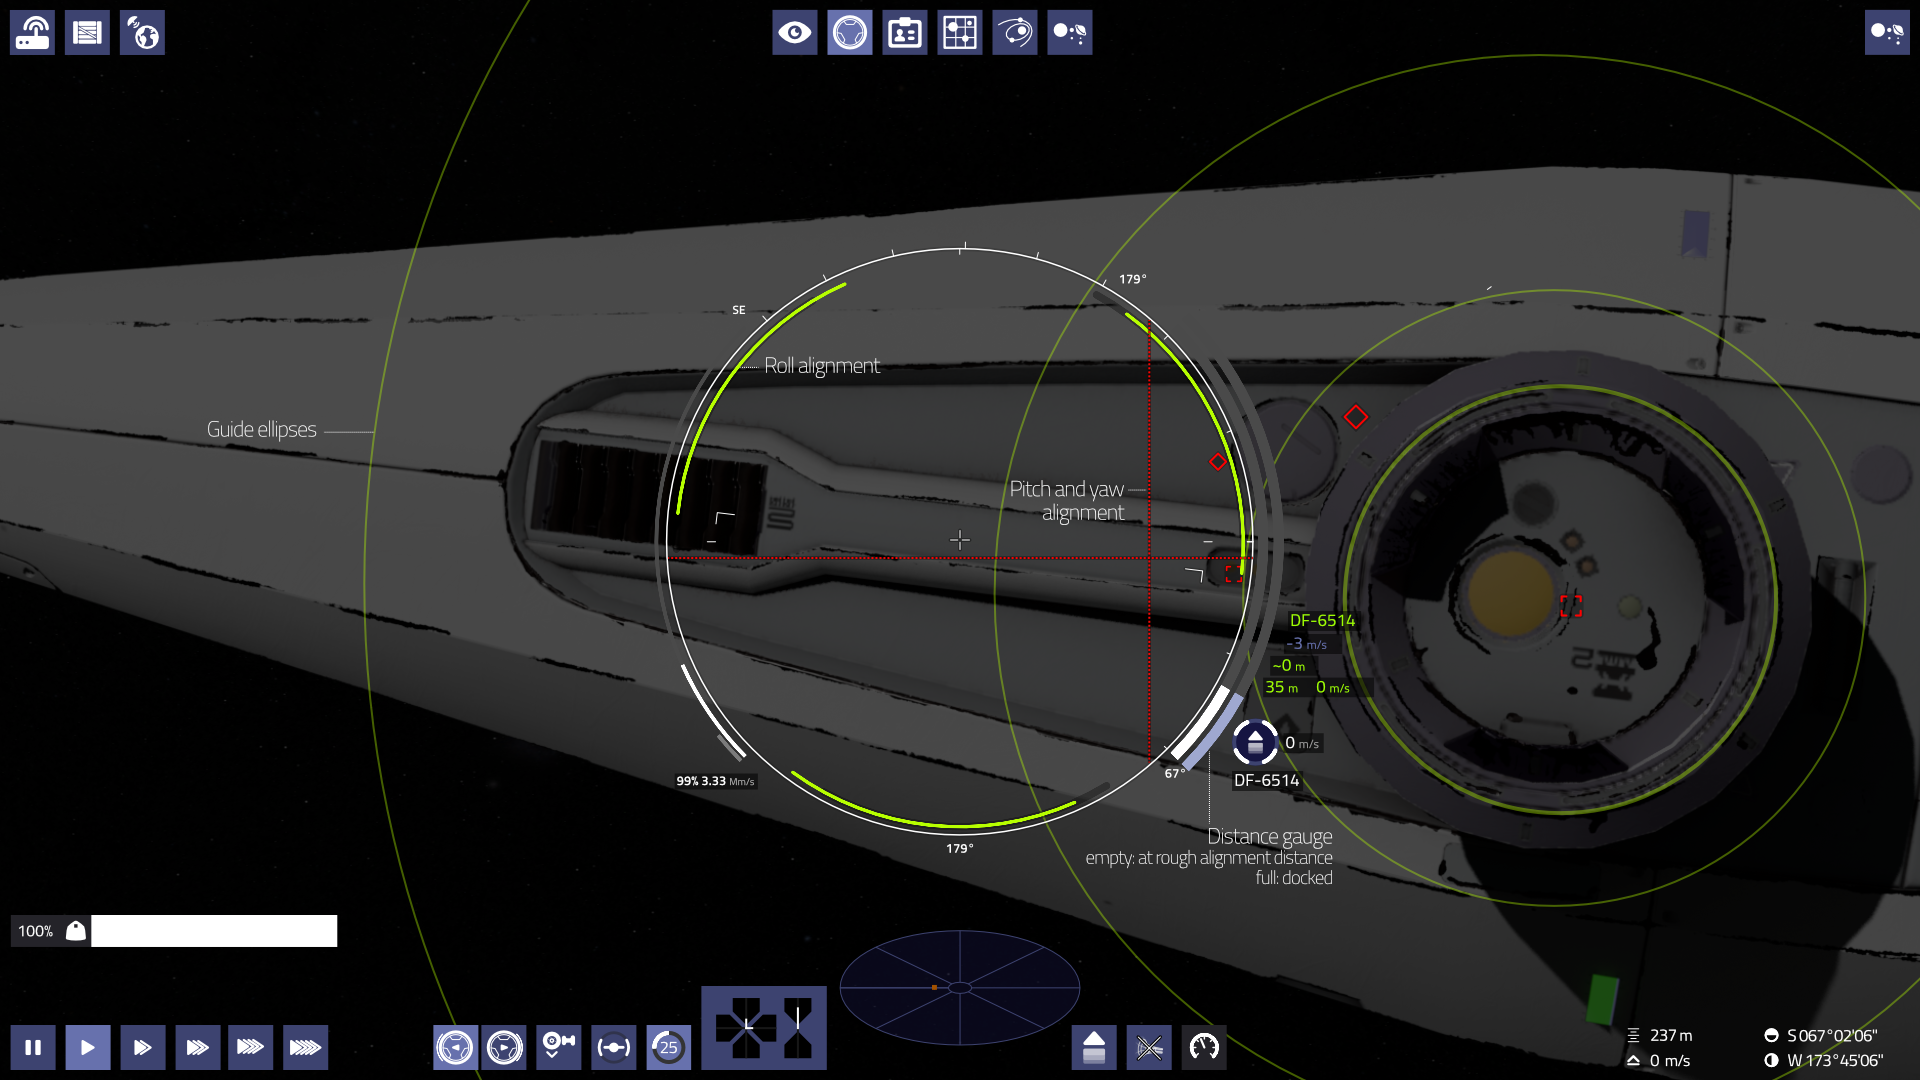 179°
SE
Roll alignment
Guide ellipses
Pitch and yaw
alignment
DF-6514
-3 m/s
~0 m
35 m 0 m/s
0 m/s
67°
DF-6514
99% 3.33 Mm/s
179°
Distance gauge
empty: at rough alignment distance
full: docked
100%
25
237 m
0 m/s
S 067°02'06"
W 173°45'06"